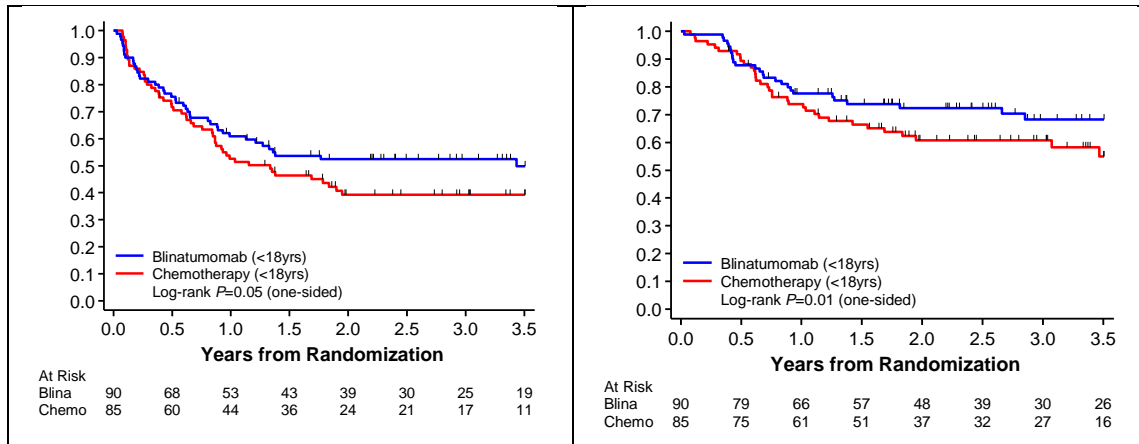 1.0
0.9
0.8
0.7
0.6
0.5
0.4
0.3
0.2
0.1
0.0
Blinatumomab (<18yrs)
Chemotherapy (<18yrs)
Log-rank P=0.05 (one-sided)
0.0 0.5 1.0 1.5 2.0 2.5 3.0 3.5
Years from Randomization
At Risk
Blina 90 68 53 43 39 30 25 19
Chemo 85 60 44 36 24 21 17 11
1.0
0.9
0.8
0.7
0.6
0.5
0.4
0.3
0.2
0.1
0.0
Blinatumomab (<18yrs)
Chemotherapy (<18yrs)
Log-rank P=0.01 (one-sided)
0.0 0.5 1.0 1.5 2.0 2.5 3.0 3.5
Years from Randomization
At Risk
Blina 90 79 66 57 48 39 30 26
Chemo 85 75 61 51 37 32 27 16